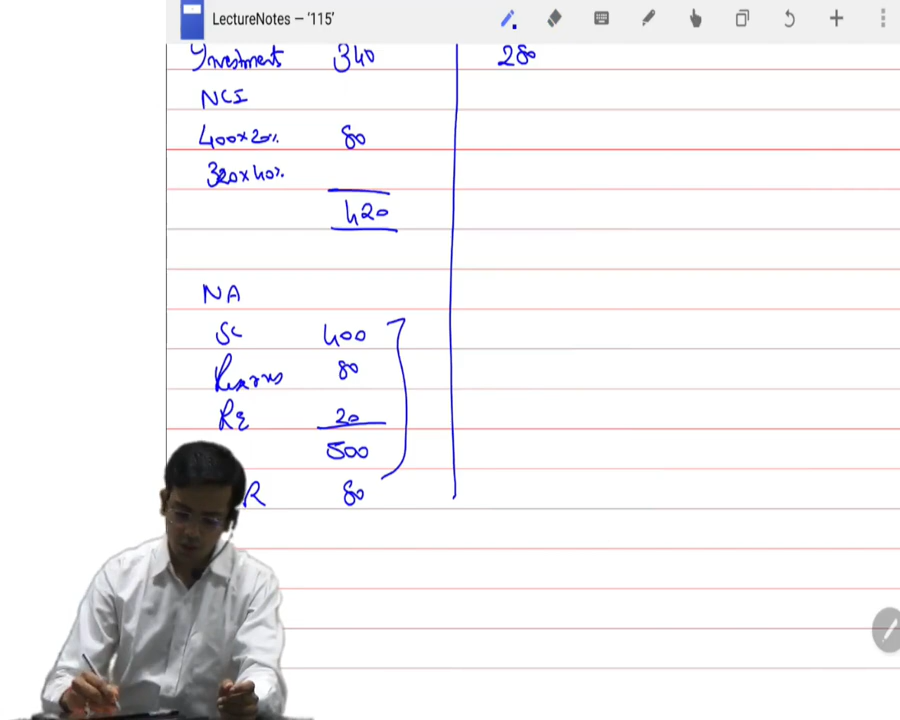 LectureNotes – '115'
Investments 340 280
NCI
400×20% 80
320×40%
420
NA
SC 400
Reserves 80
RE 20
500
R 80